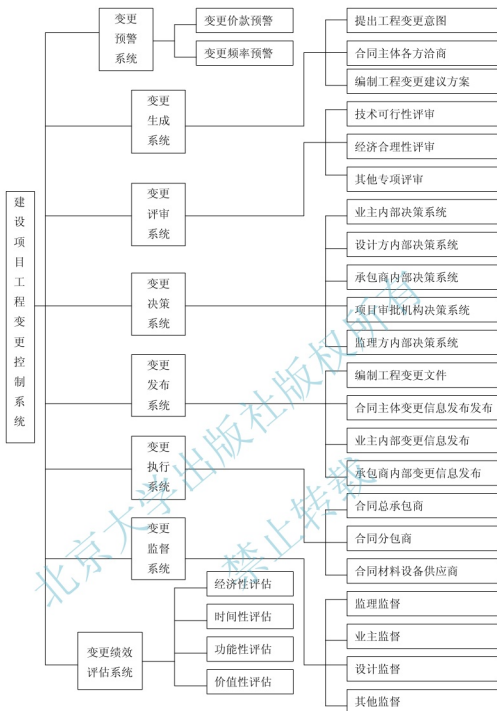 建设项目工程变更控制系统
变更
预警
系统
变更价款预警
变更频率预警
变更
生成
系统
提出工程变更意图
合同主体各方洽商
编制工程变更建议方案
变更
评审
系统
技术可行性评审
经济合理性评审
其他专项评审
变更
决策
系统
业主内部决策系统
设计方内部决策系统
承包商内部决策系统
项目审批机构决策系统
监理方内部决策系统
变更
发布
系统
编制工程变更文件
合同主体变更信息发布发布
业主内部变更信息发布
承包商内部变更信息发布
变更
执行
系统
合同总承包商
合同分包商
合同材料设备供应商
变更
监督
系统
监理监督
业主监督
设计监督
其他监督
变更绩效
评估系统
经济性评估
时间性评估
功能性评估
价值性评估
北京大学出版社版权所有
禁止转载